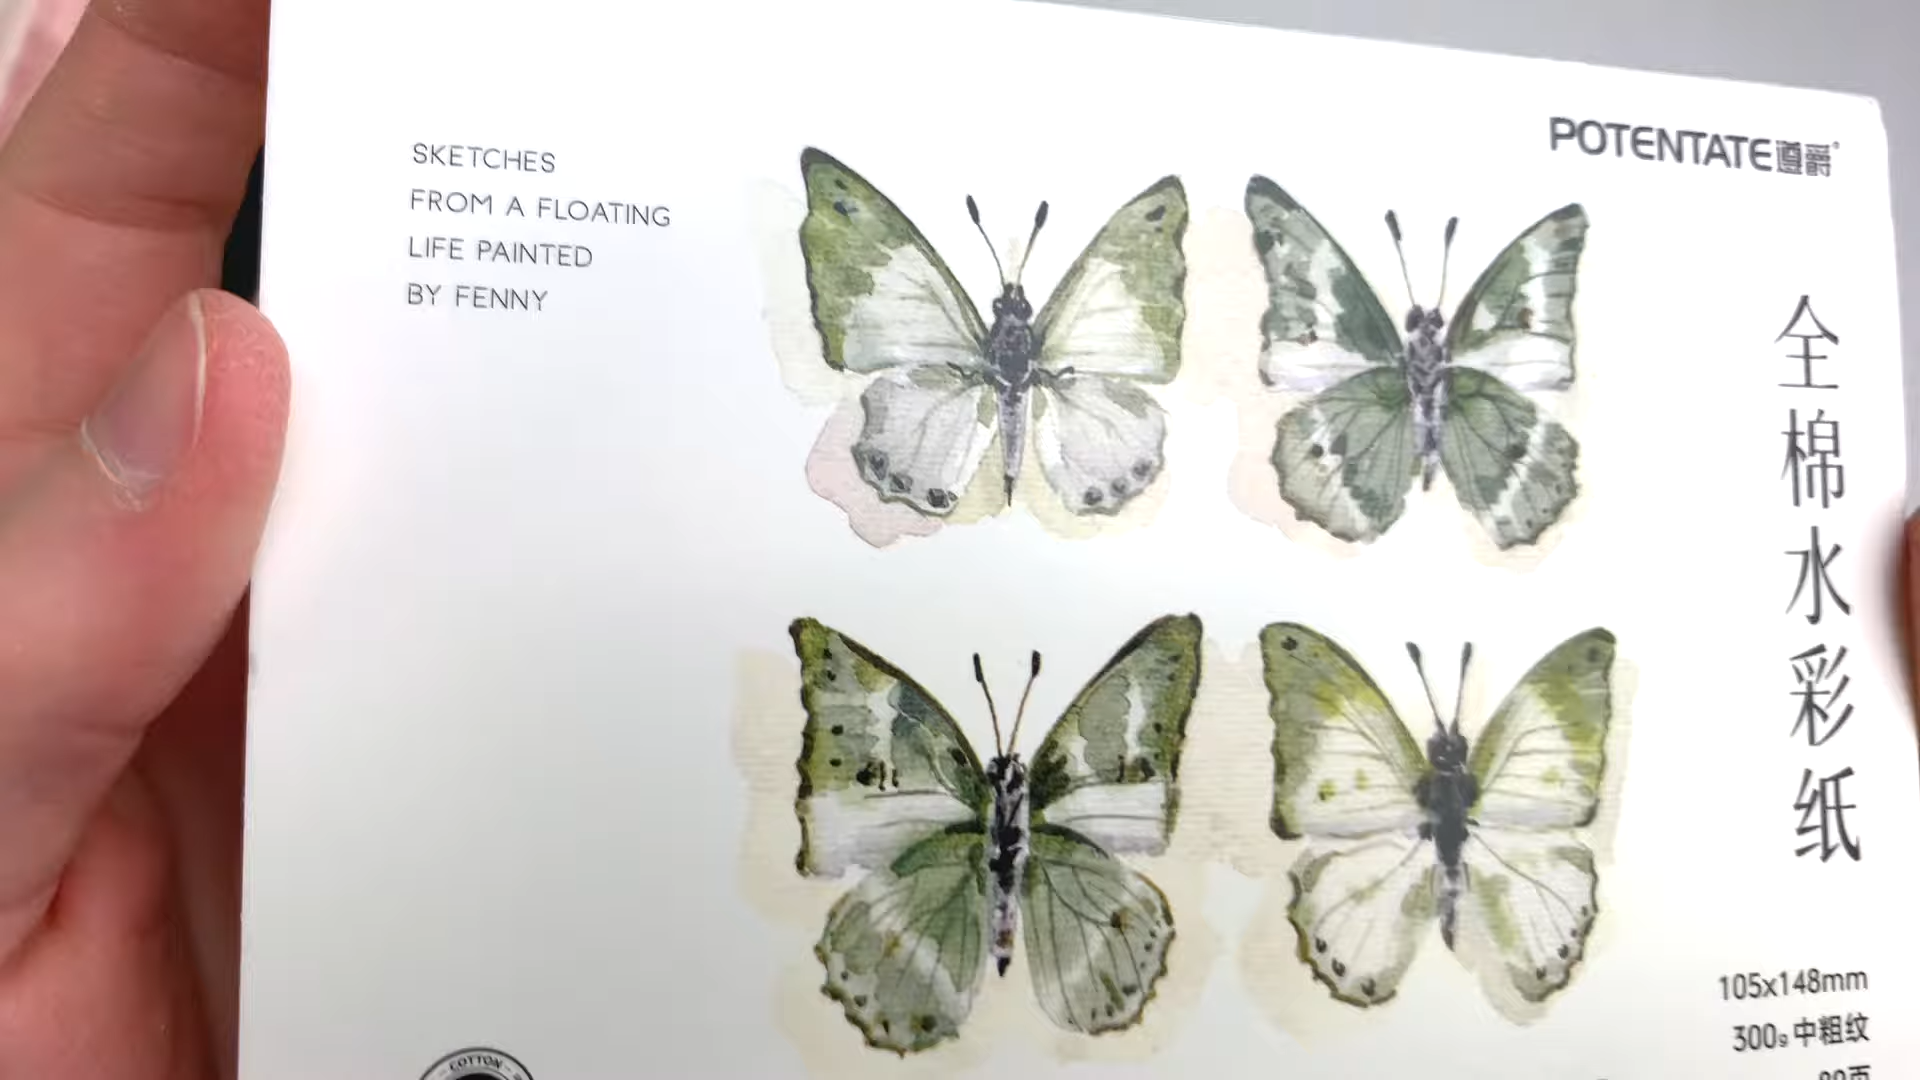 SKETCHES
FROM A FLOATING
LIFE PAINTED
BY FENNY
POTENTATE遵爵
全棉水彩纸
105x148mm
300g 中粗纹
COTTON